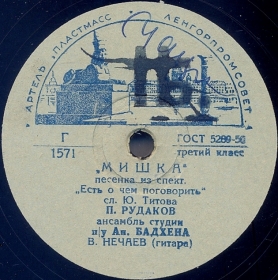 АРТЕЛЬ „ПЛАСТМАСС" ЛЕНГОРПРОМСОВЕТ
Г
1571
ГОСТ 5289-56
третий класс
„МИШКА"
песенка из спект.
„Есть о чем поговорить"
сл. Ю. Титова
П. РУДАКОВ
ансамбль студии
п/у Ан. БАДХЕНА
В. НЕЧАЕВ (гитара)